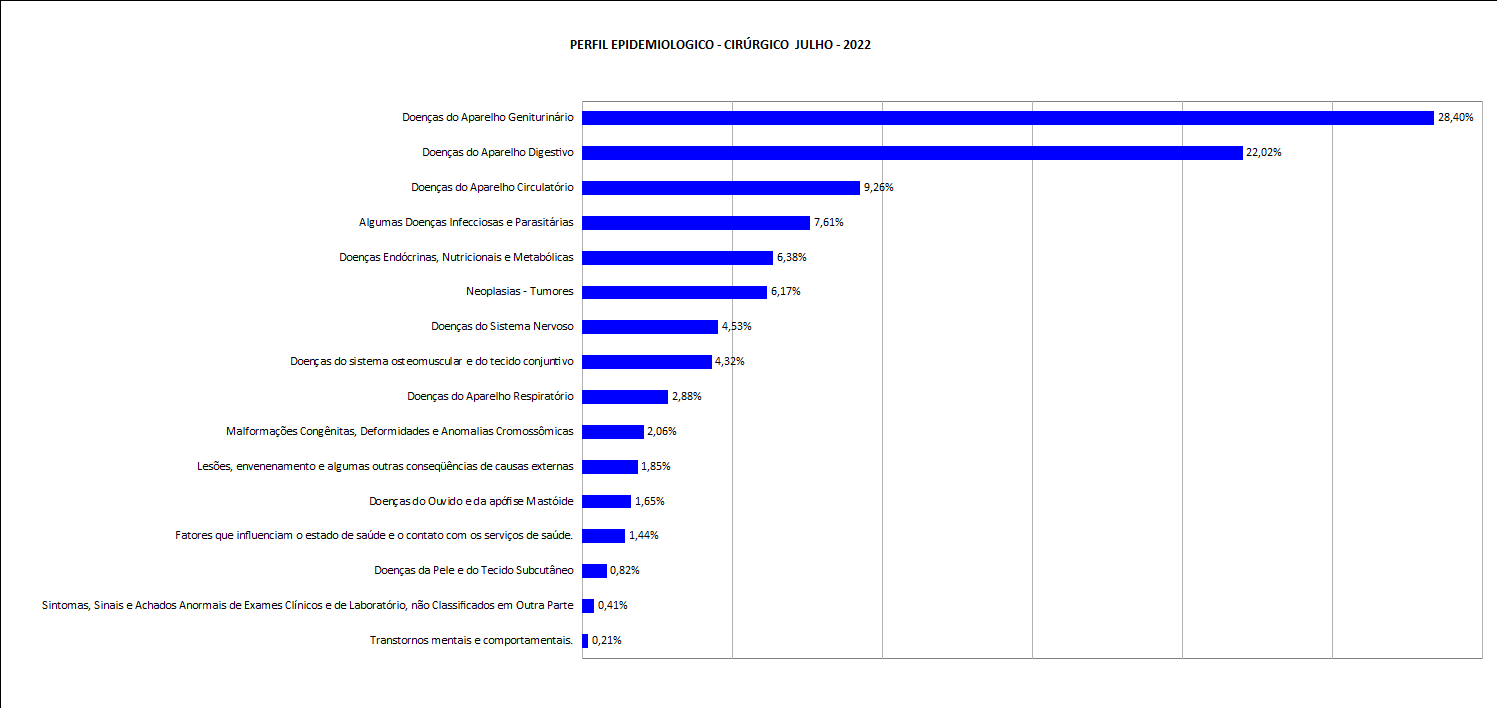 PERFIL EPIDEMIOLOGICO - CIRÚRGICO JULHO - 2022
Doenças do Aparelho Geniturinário 28,40%
Doenças do Aparelho Digestivo 22,02%
Doenças do Aparelho Circulatório 9,26%
Algumas Doenças Infecciosas e Parasitárias 7,61%
Doenças Endócrinas, Nutricionais e Metabólicas 6,38%
Neoplasias - Tumores 6,17%
Doenças do Sistema Nervoso 4,53%
Doenças do sistema osteomuscular e do tecido conjuntivo 4,32%
Doenças do Aparelho Respiratório 2,88%
Malformações Congênitas, Deformidades e Anomalias Cromossômicas 2,06%
Lesões, envenenamento e algumas outras conseqüências de causas externas 1,85%
Doenças do Ouvido e da apófise Mastóide 1,65%
Fatores que influenciam o estado de saúde e o contato com os serviços de saúde. 1,44%
Doenças da Pele e do Tecido Subcutâneo 0,82%
Sintomas, Sinais e Achados Anormais de Exames Clínicos e de Laboratório, não Classificados em Outra Parte 0,41%
Transtornos mentais e comportamentais. 0,21%